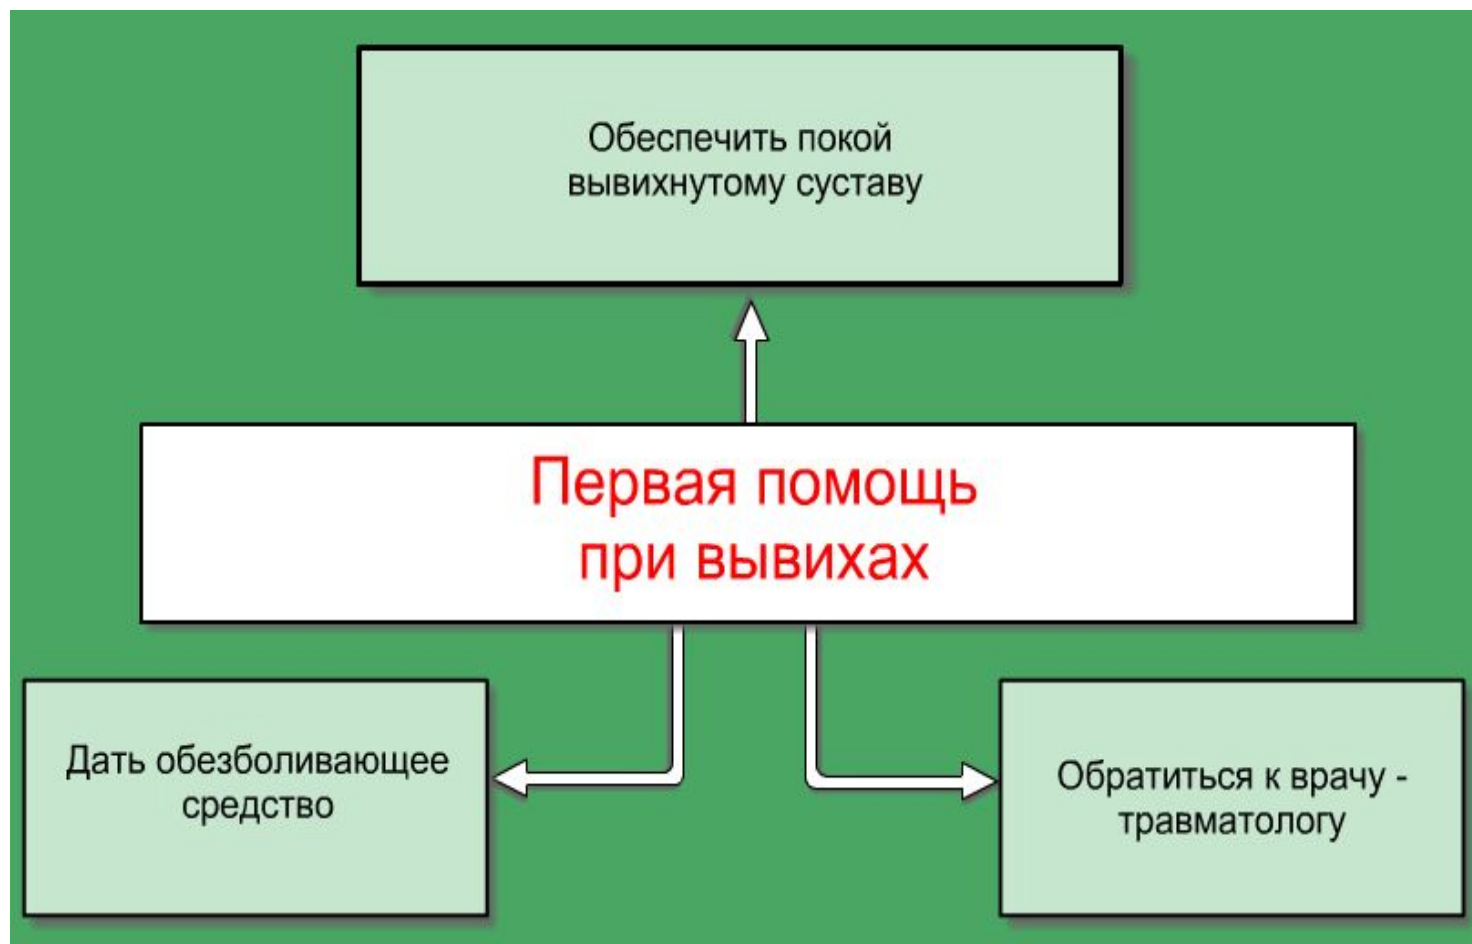 Обеспечить покой
вывихнутому суставу
Первая помощь
при вывихах
Дать обезболивающее
средство
Обратиться к врачу -
травматологу